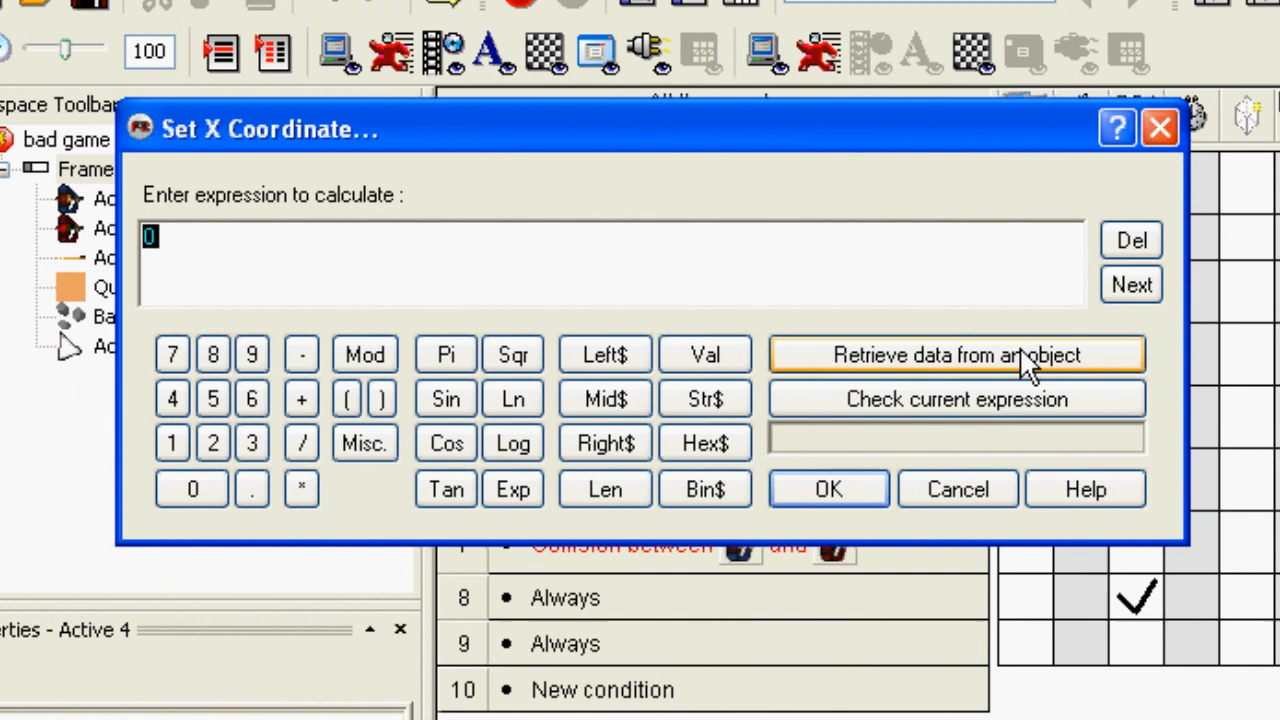 100
space Toolba
bad game
Frame
Ac
Ac
Ac
Qu
Ba
Ac
Set X Coordinate...
?
Enter expression to calculate :
0
Del
Next
7 8 9 - Mod Pi Sqr Left$ Val Retrieve data from an object
4 5 6 + ( ) Sin Ln Mid$ Str$ Check current expression
1 2 3 / Misc. Cos Log Right$ Hex$
0 . * Tan Exp Len Bin$ OK Cancel Help
Collision between and
8 • Always
9 • Always
10 • New condition
erties - Active 4